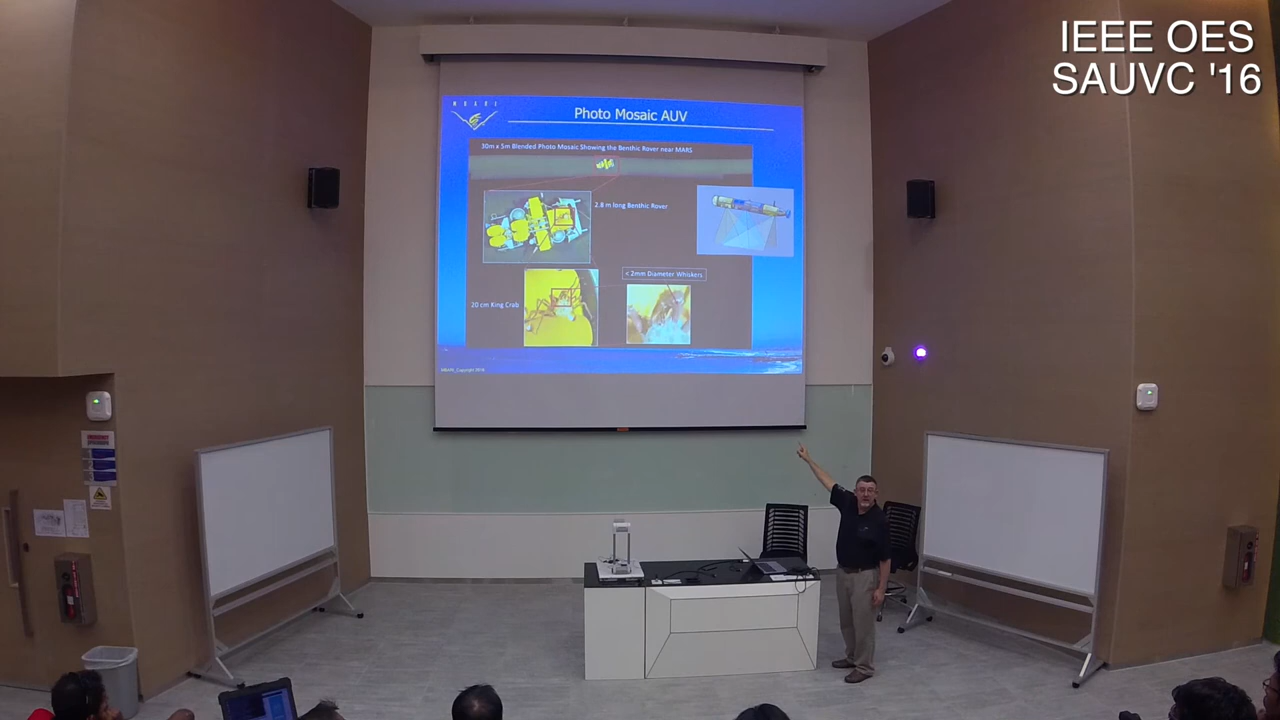 IEEE OES
SAUVC '16
Photo Mosaic AUV
30m x 5m Blended Photo Mosaic Showing the Benthic Rover near MARS
2.8 m long Benthic Rover
< 2mm Diameter Whiskers
20 cm King Crab